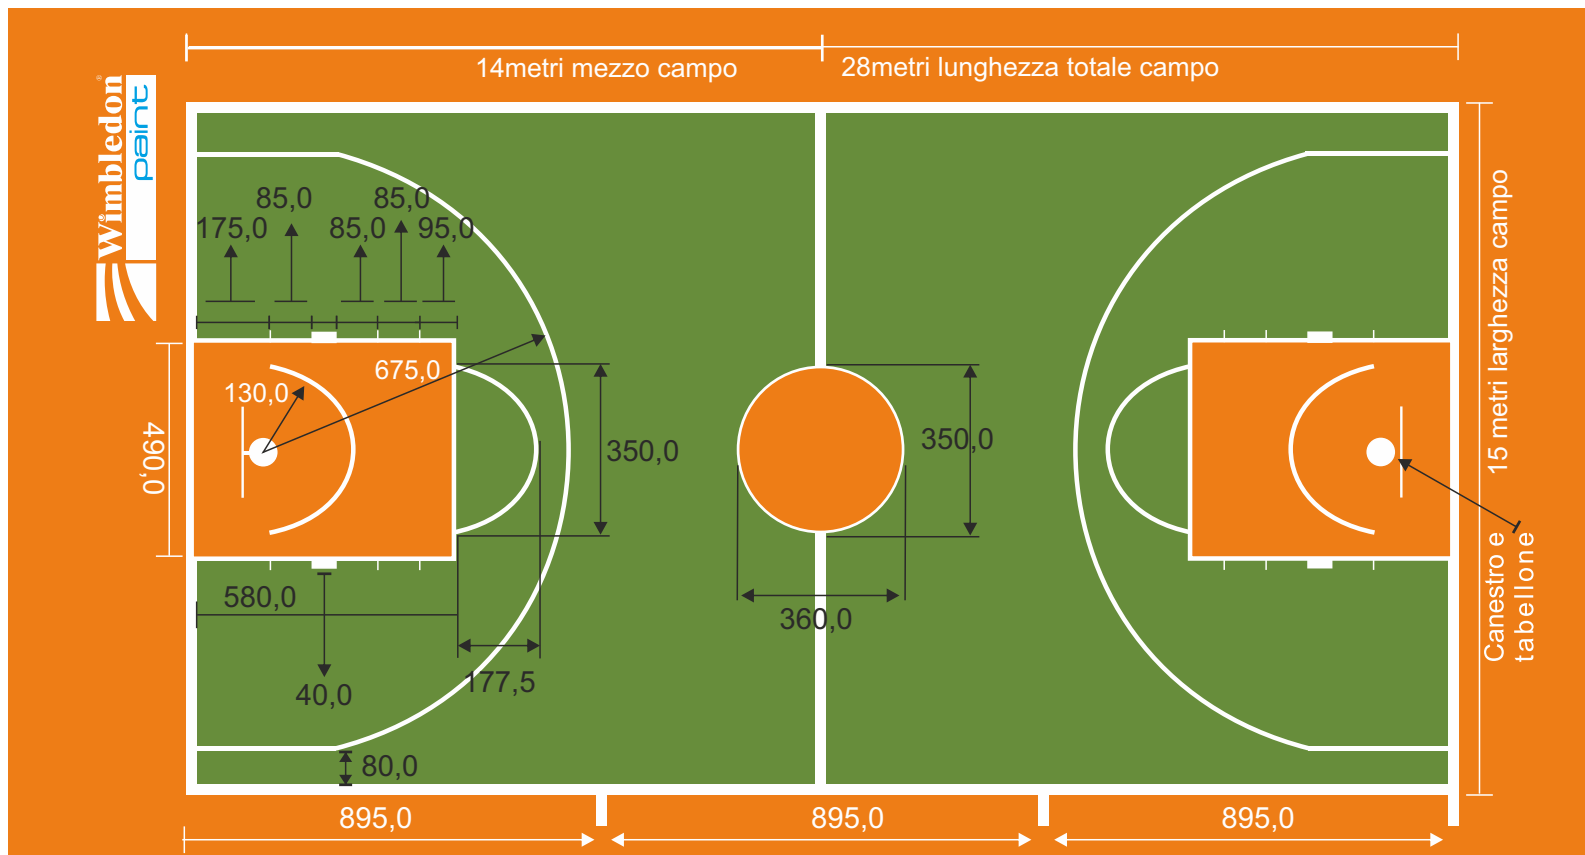 14metri mezzo campo
28metri lunghezza totale campo
Wimbledon®
paint
85,0
85,0
175,0
85,0
95,0
15 metri larghezza campo
675,0
130,0
490,0
350,0
350,0
Canestro e
tabellone
580,0
360,0
177,5
40,0
80,0
895,0
895,0
895,0